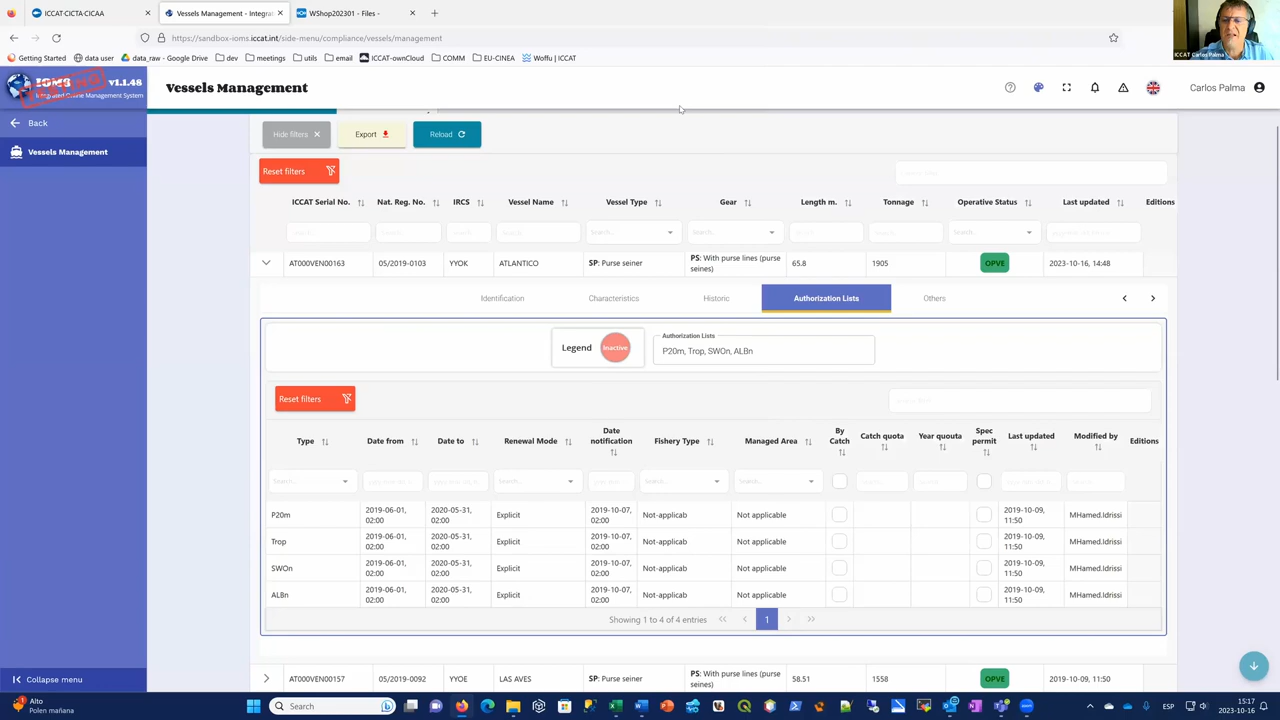 ICCAT-CICTA-CICAA
Vessels Management - Integrat
WShop202301 - Files -
https://sandbox-ioms.iccat.int/side-menu/compliance/vessels/management
Getting Started data user data_raw - Google Drive dev meetings utils email ICCAT-ownCloud COMM EU-CINEA Woffu | ICCAT
ICCAT Carlos Palma
IOMS v1.1.48
Integrated Online Management System
Vessels Management
Carlos Palma
Back
Vessels Management
Hide filters
Export
Reload
Reset filters
ICCAT Serial No. Nat. Reg. No. IRCS Vessel Name Vessel Type Gear Length m. Tonnage Operative Status Last updated Editions
Search... Search... Search...
AT000VEN00163 05/2019-0103 YYOK ATLANTICO SP: Purse seiner PS: With purse lines (purse seines) 65.8 1905 OPVE 2023-10-16, 14:48
Identification Characteristics Historic Authorization Lists Others
Legend Inactive
Authorization Lists
P20m, Trop, SWOn, ALBn
Reset filters
Type Date from Date to Renewal Mode Date notification Fishery Type Managed Area By Catch Catch quota Year quouta Spec permit Last updated Modified by Editions
Search... Search... Search... Search...
P20m 2019-06-01, 02:00 2020-05-31, 02:00 Explicit 2019-10-07, 02:00 Not-applicab Not applicable 2019-10-09, 11:50 MHamed.Idrissi
Trop 2019-06-01, 02:00 2020-05-31, 02:00 Explicit 2019-10-07, 02:00 Not-applicab Not applicable 2019-10-09, 11:50 MHamed.Idrissi
SWOn 2019-06-01, 02:00 2020-05-31, 02:00 Explicit 2019-10-07, 02:00 Not-applicab Not applicable 2019-10-09, 11:50 MHamed.Idrissi
ALBn 2019-06-01, 02:00 2020-05-31, 02:00 Explicit 2019-10-07, 02:00 Not-applicab Not applicable 2019-10-09, 11:50 MHamed.Idrissi
Showing 1 to 4 of 4 entries
1
AT000VEN00157 05/2019-0092 YYOE LAS AVES SP: Purse seiner PS: With purse lines (purse seines) 58.51 1558 OPVE 2019-10-09, 11:50
Collapse menu
Alto
Polen mañana
Search
ESP
15:17
2023-10-16